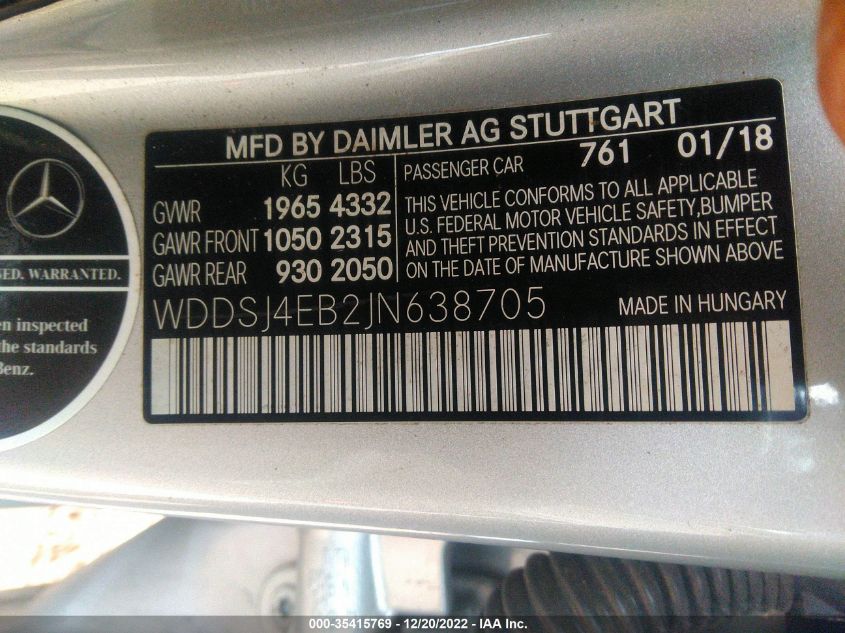 MFD BY DAIMLER AG STUTTGART
KG LBS
GVWR 1965 4332
GAWR FRONT 1050 2315
GAWR REAR 930 2050
PASSENGER CAR 761 01/18
THIS VEHICLE CONFORMS TO ALL APPLICABLE
U.S. FEDERAL MOTOR VEHICLE SAFETY,BUMPER
AND THEFT PREVENTION STANDARDS IN EFFECT
ON THE DATE OF MANUFACTURE SHOWN ABOVE
WDDSJ4EB2JN638705 MADE IN HUNGARY
WARRANTED.
inspected
the standards
000-35415769 - 12/20/2022 - IAA Inc.